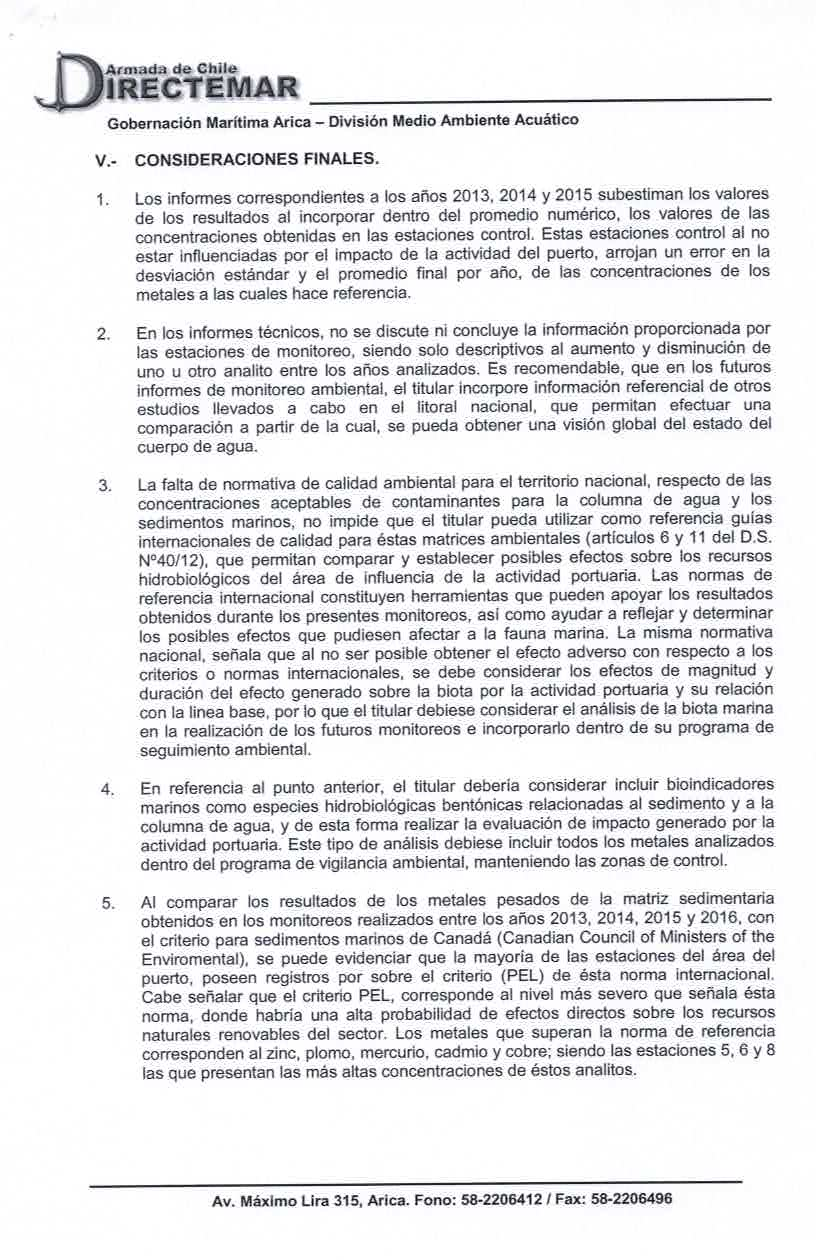 Armada de Chile
DIRECTEMAR
Gobernación Marítima Arica – División Medio Ambiente Acuático
V.- CONSIDERACIONES FINALES.
1. Los informes correspondientes a los años 2013, 2014 y 2015 subestiman los valores
de los resultados al incorporar dentro del promedio numérico, los valores de las
concentraciones obtenidas en las estaciones control. Estas estaciones control al no
estar influenciadas por el impacto de la actividad del puerto, arrojan un error en la
desviación estándar y el promedio final por año, de las concentraciones de los
metales a las cuales hace referencia.
2. En los informes técnicos, no se discute ni concluye la información proporcionada por
las estaciones de monitoreo, siendo solo descriptivos al aumento y disminución de
uno u otro analito entre los años analizados. Es recomendable, que en los futuros
informes de monitoreo ambiental, el titular incorpore información referencial de otros
estudios llevados a cabo en el litoral nacional, que permitan efectuar una
comparación a partir de la cual, se pueda obtener una visión global del estado del
cuerpo de agua.
3. La falta de normativa de calidad ambiental para el territorio nacional, respecto de las
concentraciones aceptables de contaminantes para la columna de agua y los
sedimentos marinos, no impide que el titular pueda utilizar como referencia guías
internacionales de calidad para éstas matrices ambientales (artículos 6 y 11 del D.S.
Nº40/12), que permitan comparar y establecer posibles efectos sobre los recursos
hidrobiológicos del área de influencia de la actividad portuaria. Las normas de
referencia internacional constituyen herramientas que pueden apoyar los resultados
obtenidos durante los presentes monitoreos, así como ayudar a reflejar y determinar
los posibles efectos que pudiesen afectar a la fauna marina. La misma normativa
nacional, señala que al no ser posible obtener el efecto adverso con respecto a los
criterios o normas internacionales, se debe considerar los efectos de magnitud y
duración del efecto generado sobre la biota por la actividad portuaria y su relación
con la linea base, por lo que el titular debiese considerar el análisis de la biota marina
en la realización de los futuros monitoreos e incorporarlo dentro de su programa de
seguimiento ambiental.
4. En referencia al punto anterior, el titular debería considerar incluir bioindicadores
marinos como especies hidrobiológicas bentónicas relacionadas al sedimento y a la
columna de agua, y de esta forma realizar la evaluación de impacto generado por la
actividad portuaria. Este tipo de análisis debiese incluir todos los metales analizados
dentro del programa de vigilancia ambiental, manteniendo las zonas de control.
5. Al comparar los resultados de los metales pesados de la matriz sedimentaria
obtenidos en los monitoreos realizados entre los años 2013, 2014, 2015 y 2016, con
el criterio para sedimentos marinos de Canadá (Canadian Council of Ministers of the
Enviromental), se puede evidenciar que la mayoría de las estaciones del área del
puerto, poseen registros por sobre el criterio (PEL) de ésta norma internacional.
Cabe señalar que el criterio PEL, corresponde al nivel más severo que señala ésta
norma, donde habría una alta probabilidad de efectos directos sobre los recursos
naturales renovables del sector. Los metales que superan la norma de referencia
corresponden al zinc, plomo, mercurio, cadmio y cobre; siendo las estaciones 5, 6 y 8
las que presentan las más altas concentraciones de éstos analitos.
Av. Máximo Lira 315, Arica. Fono: 58-2206412 / Fax: 58-2206496